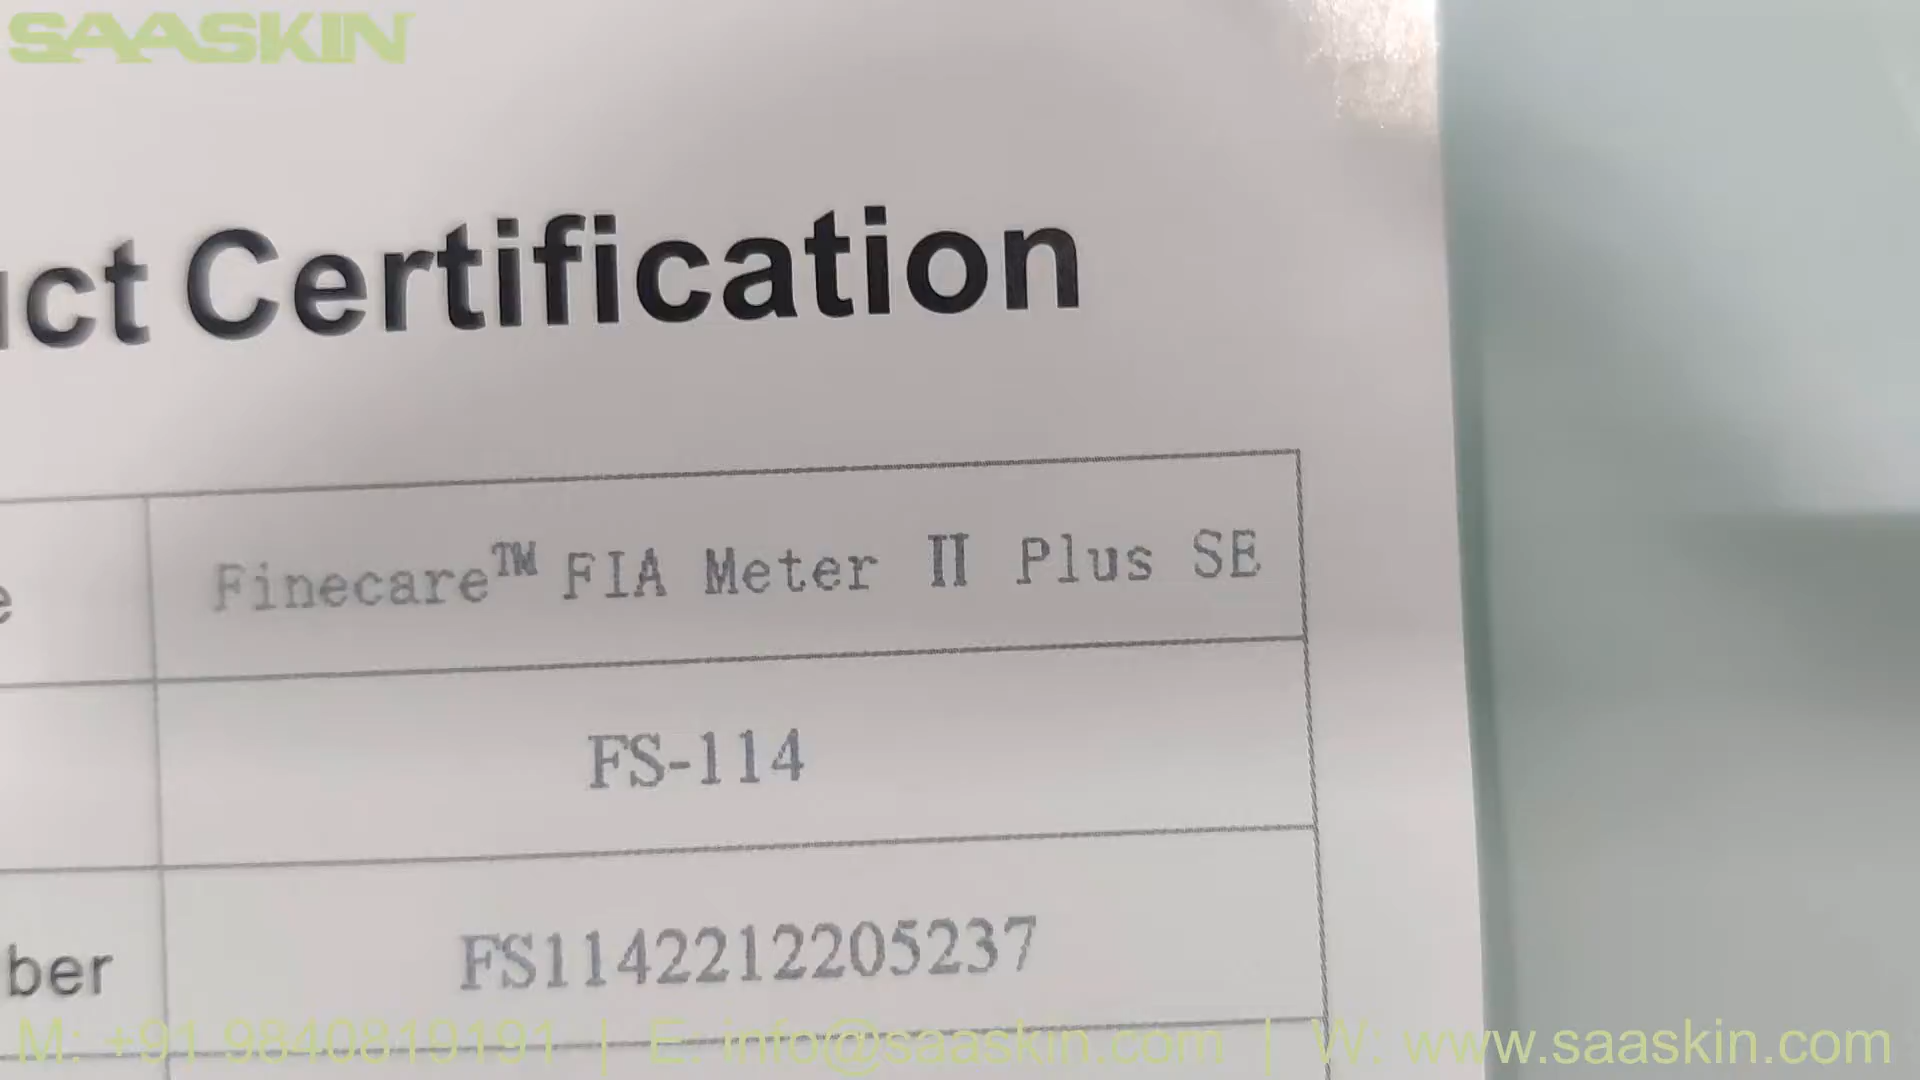 SAASKIN
uct Certification
e
Finecare™ FIA Meter II Plus SE
FS-114
ber
FS1142212205237
M: +91 9840819191 | E: info@saaskin.com | W: www.saaskin.com